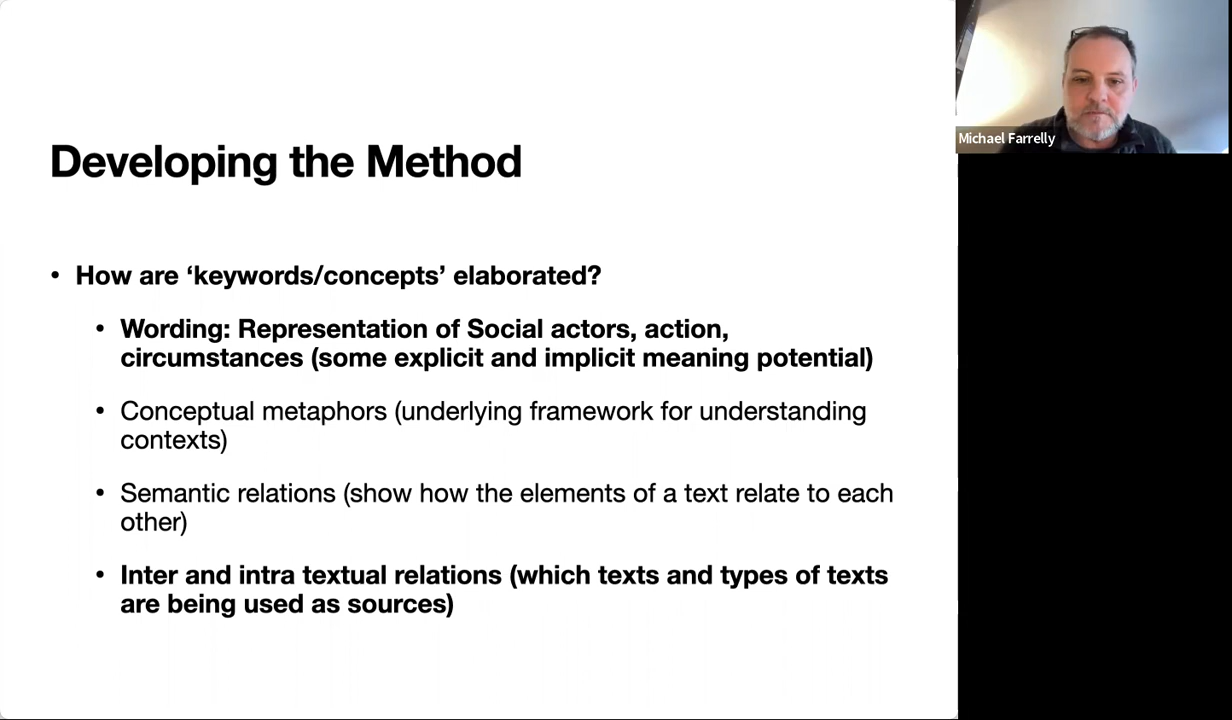 Developing the Method
• How are ‘keywords/concepts’ elaborated?
• Wording: Representation of Social actors, action,
circumstances (some explicit and implicit meaning potential)
• Conceptual metaphors (underlying framework for understanding
contexts)
• Semantic relations (show how the elements of a text relate to each
other)
• Inter and intra textual relations (which texts and types of texts
are being used as sources)
Michael Farrelly